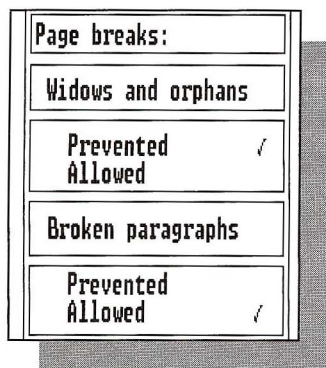 Page breaks:
Widows and orphans
Prevented ✓
Allowed
Broken paragraphs
Prevented
Allowed ✓